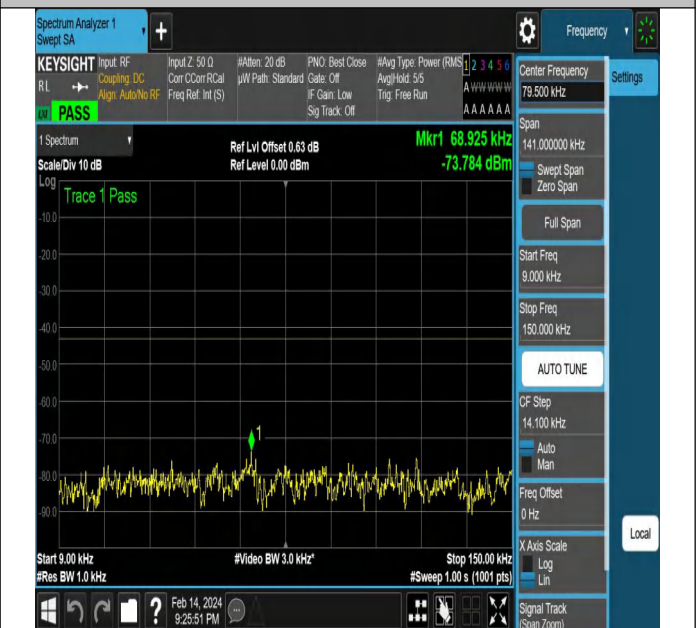 Spectrum Analyzer 1
Swept SA
+
Frequency
KEYSIGHT
RL
PASS
Input: RF
Coupling: DC
Align: Auto/No RF
Input Z: 50 Ω
Corr CCorr RCal
Freq Ref: Int (S)
#Atten: 20 dB
µW Path: Standard
PNO: Best Close
Gate: Off
IF Gain: Low
Sig Track: Off
#Avg Type: Power (RMS
Avg|Hold: 5/5
Trig: Free Run
1 2 3 4 5 6
A W W W W W
A A A A A A
1 Spectrum
Scale/Div 10 dB
Ref Lvl Offset 0.63 dB
Ref Level 0.00 dBm
Mkr1 68.925 kHz
-73.784 dBm
Log
Trace 1 Pass
-10.0
-20.0
-30.0
-40.0
-50.0
-60.0
-70.0
-80.0
-90.0
1
Start 9.00 kHz
#Res BW 1.0 kHz
#Video BW 3.0 kHz*
Stop 150.00 kHz
#Sweep 1.00 s (1001 pts)
?
Feb 14, 2024
9:25:51 PM
Center Frequency
79.500 kHz
Settings
Span
141.000000 kHz
Swept Span
Zero Span
Full Span
Start Freq
9.000 kHz
Stop Freq
150.000 kHz
AUTO TUNE
CF Step
14.100 kHz
Auto
Man
Freq Offset
0 Hz
Local
X Axis Scale
Log
Lin
Signal Track
(Span Zoom)